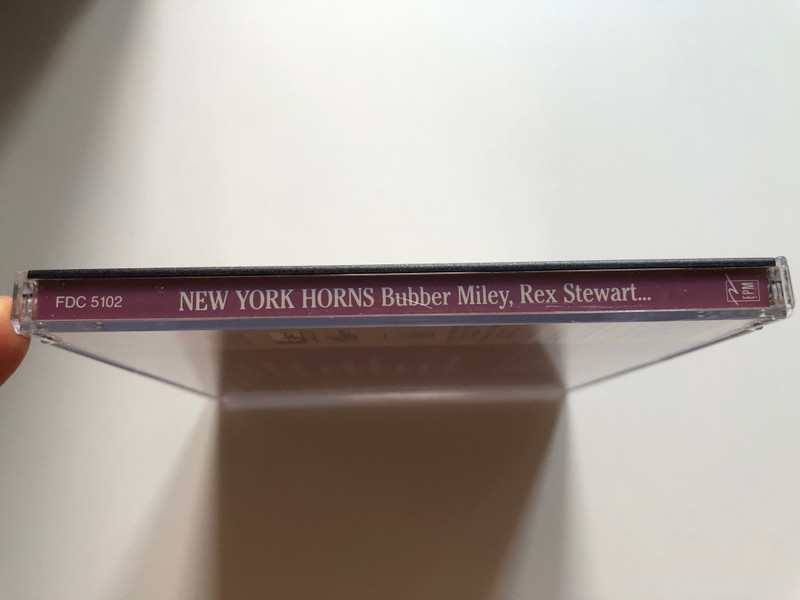 FDC 5102 NEW YORK HORNS Bubber Miley, Rex Stewart... EPM